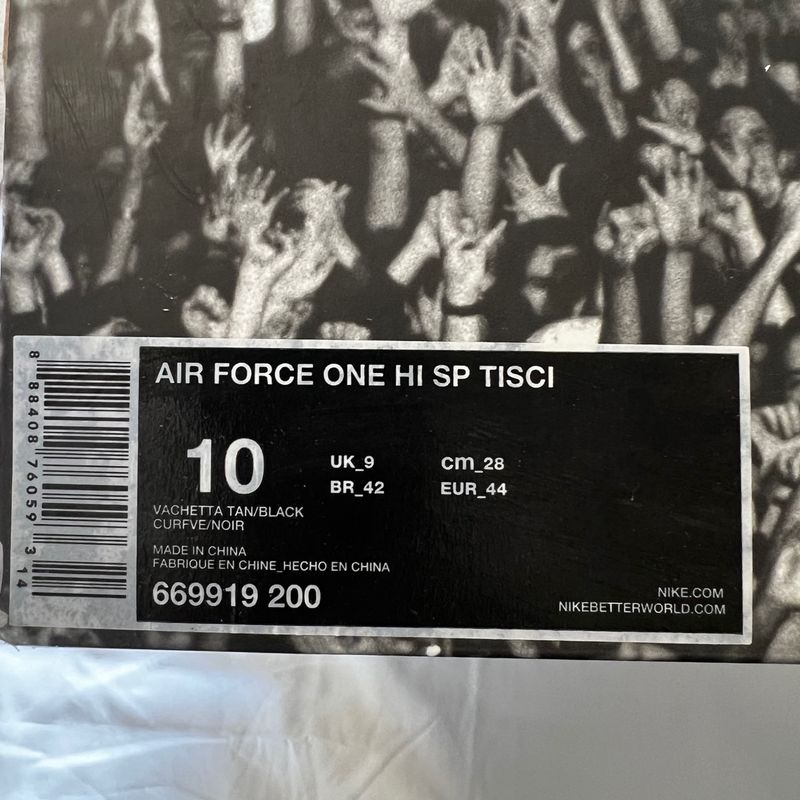 AIR FORCE ONE HI SP TISCI
10
UK_9 cm_28
BR_42 EUR_44
VACHETTA TAN/BLACK
CURFVE/NOIR
MADE IN CHINA
FABRIQUE EN CHINE_HECHO EN CHINA
669919 200
NIKE.COM
NIKEBETTERWORLD.COM
8 88408 76059 3 14